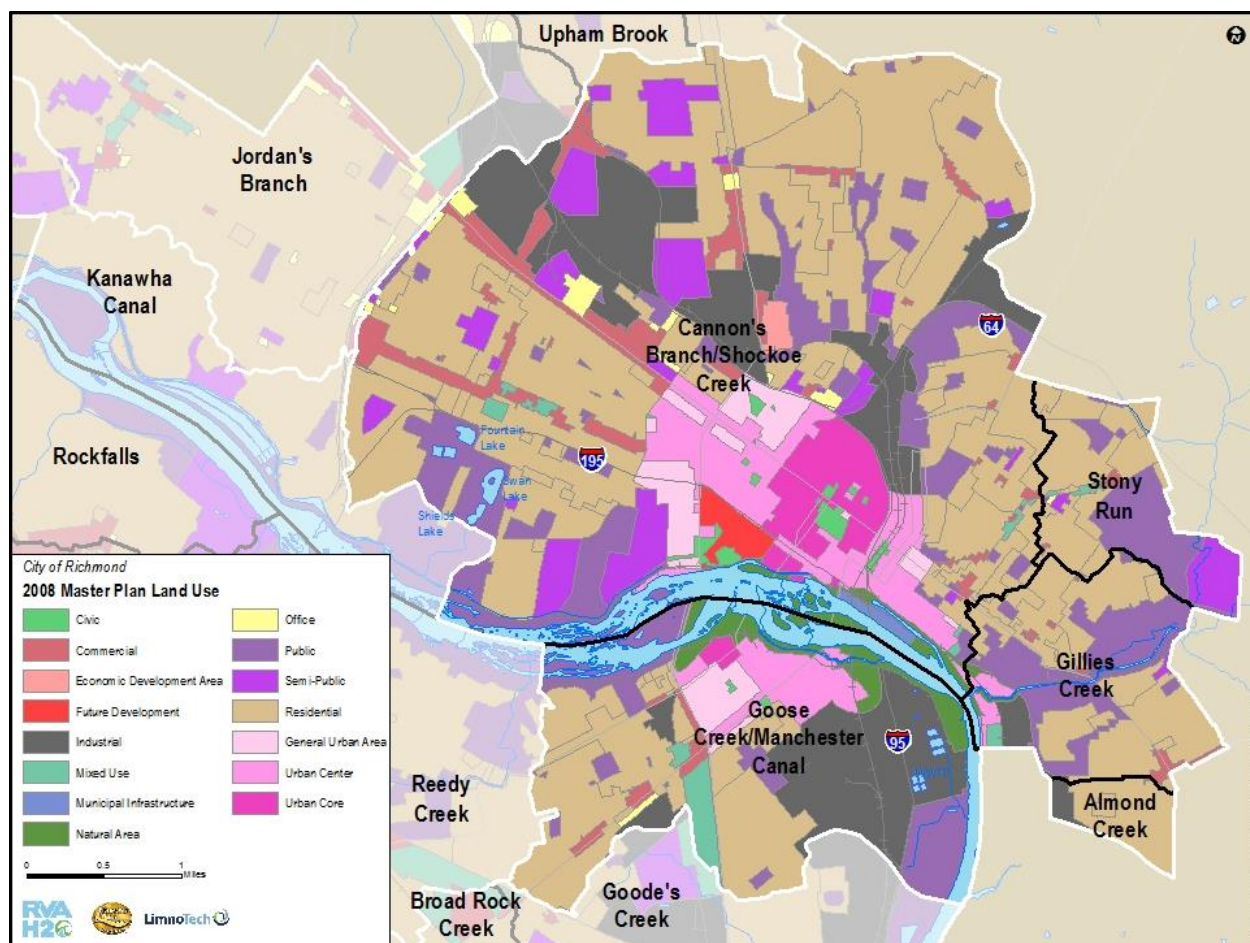 Upham Brook
N
Jordan's
Branch
Kanawha
Canal
Cannon's
Branch/Shockoe
Creek
64
Rockfalls
Fountain
Lake
195
Swan
Lake
Shields
Lake
Stony
Run
Gillies
Creek
Goose
Creek/Manchester
Canal
95
Reedy
Creek
Almond
Creek
Broad Rock
Creek
Goode's
Creek
City of Richmond
2008 Master Plan Land Use
Civic
Commercial
Economic Development Area
Future Development
Industrial
Mixed Use
Municipal Infrastructure
Natural Area
Office
Public
Semi-Public
Residential
General Urban Area
Urban Center
Urban Core
0 0.5 1
Miles
RVA
H2O
LimnoTech